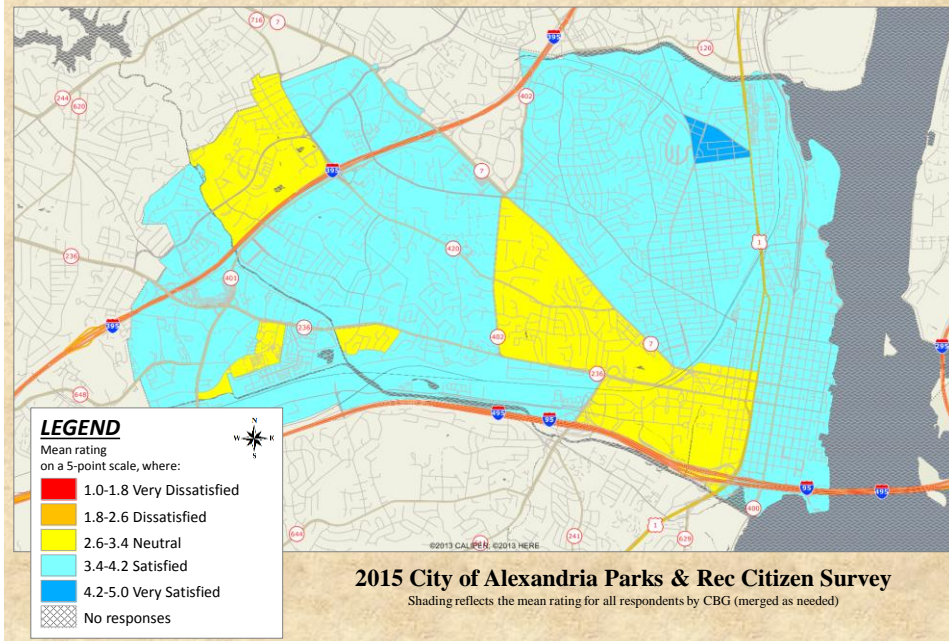 716
7
395
120
244
620
402
395
7
236
1
420
401
395
236
402
7
295
236
648
495
95
LEGEND
Mean rating
on a 5-point scale, where:
1.0-1.8 Very Dissatisfied
1.8-2.6 Dissatisfied
2.6-3.4 Neutral
3.4-4.2 Satisfied
4.2-5.0 Very Satisfied
No responses
N
W
E
S
95
495
400
1
644
241
629
©2013 CALIPER, ©2013 HERE
2015 City of Alexandria Parks & Rec Citizen Survey
Shading reflects the mean rating for all respondents by CBG (merged as needed)